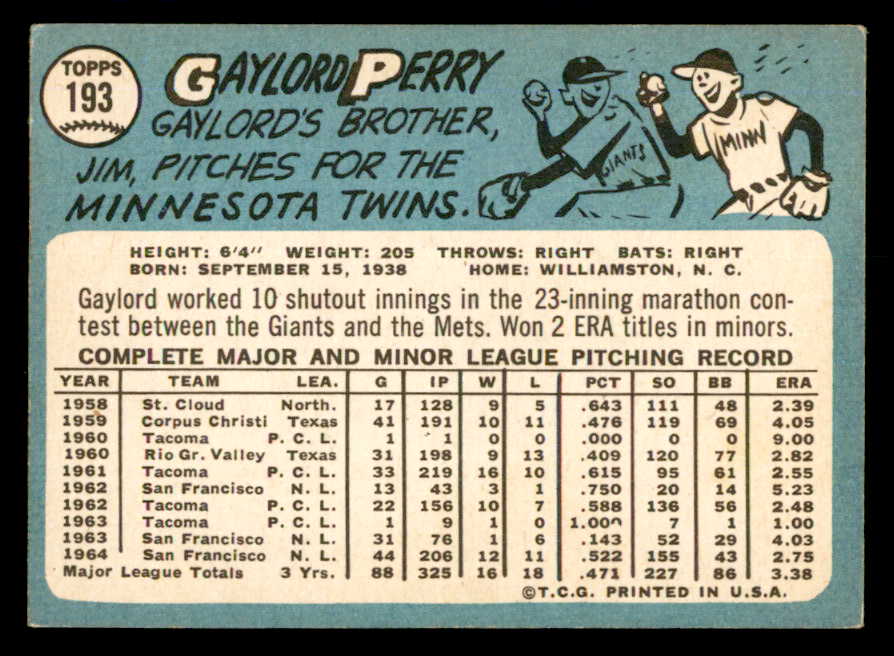 TOPPS
193
GAYLORD PERRY
GAYLORD'S BROTHER,
JIM, PITCHES FOR THE
MINNESOTA TWINS.
GIANTS
MINN
HEIGHT: 6'4" WEIGHT: 205 THROWS: RIGHT BATS: RIGHT
BORN: SEPTEMBER 15, 1938 HOME: WILLIAMSTON, N. C.
Gaylord worked 10 shutout innings in the 23-inning marathon con-
test between the Giants and the Mets. Won 2 ERA titles in minors.
COMPLETE MAJOR AND MINOR LEAGUE PITCHING RECORD
YEAR TEAM LEA. G IP W L PCT SO BB ERA
1958 St. Cloud North. 17 128 9 5 .643 111 48 2.39
1959 Corpus Christi Texas 41 191 10 11 .476 119 69 4.05
1960 Tacoma P. C. L. 1 1 0 0 .000 0 0 9.00
1960 Rio Gr. Valley Texas 31 198 9 13 .409 120 77 2.82
1961 Tacoma P. C. L. 33 219 16 10 .615 95 61 2.55
1962 San Francisco N. L. 13 43 3 1 .750 20 14 5.23
1962 Tacoma P. C. L. 22 156 10 7 .588 136 56 2.48
1963 Tacoma P. C. L. 1 9 1 0 1.000 7 1 1.00
1963 San Francisco N. L. 31 76 1 6 .143 52 29 4.03
1964 San Francisco N. L. 44 206 12 11 .522 155 43 2.75
Major League Totals 3 Yrs. 88 325 16 18 .471 227 86 3.38
©T.C.G. PRINTED IN U.S.A.